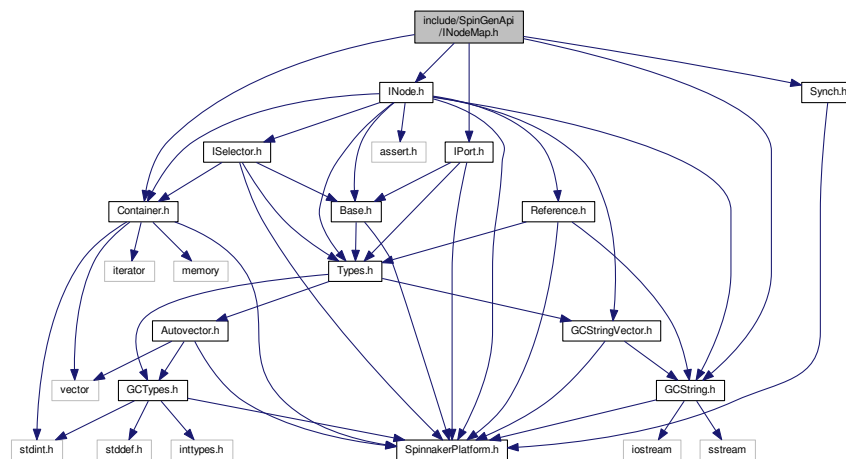 include/SpinGenApi
/INodeMap.h
INode.h
Synch.h
ISelector.h
assert.h
IPort.h
Container.h
Base.h
Reference.h
iterator
memory
Types.h
Autovector.h
GCStringVector.h
vector
GCTypes.h
GCString.h
stdint.h
stddef.h
inttypes.h
SpinnakerPlatform.h
iostream
sstream